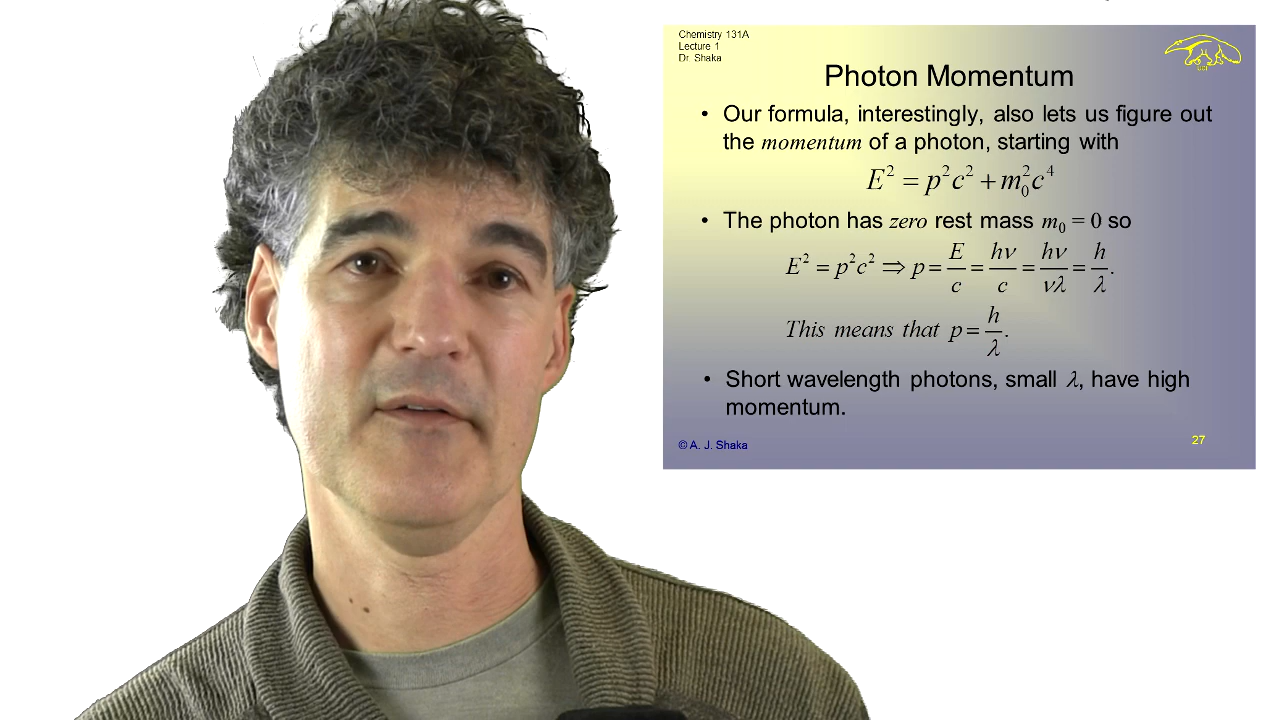 Chemistry 131A
Lecture 1
Dr. Shaka
Photon Momentum
• Our formula, interestingly, also lets us figure out
the momentum of a photon, starting with
E² = p²c² + m₀²c⁴
• The photon has zero rest mass m₀ = 0 so
E² = p²c² ⇒ p = E/c = hν/c = hν/νλ = h/λ.
This means that p = h/λ.
• Short wavelength photons, small λ, have high
momentum.
© A. J. Shaka
27
UCI